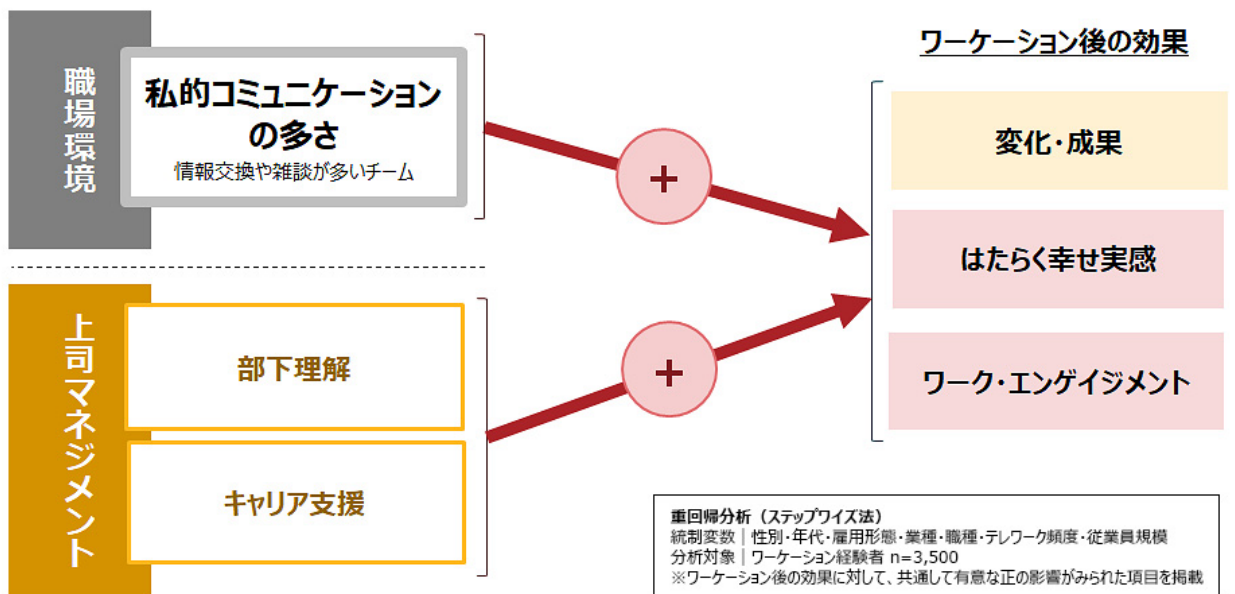 職場環境
私的コミュニケーション
の多さ
情報交換や雑談が多いチーム
+
上司マネジメント
部下理解
キャリア支援
+
ワーケーション後の効果
変化・成果
はたらく幸せ実感
ワーク・エンゲイジメント
重回帰分析（ステップワイズ法）
統制変数｜性別・年代・雇用形態・業種・職種・テレワーク頻度・従業員規模
分析対象｜ワーケーション経験者 n=3,500
※ワーケーション後の効果に対して、共通して有意な正の影響がみられた項目を掲載